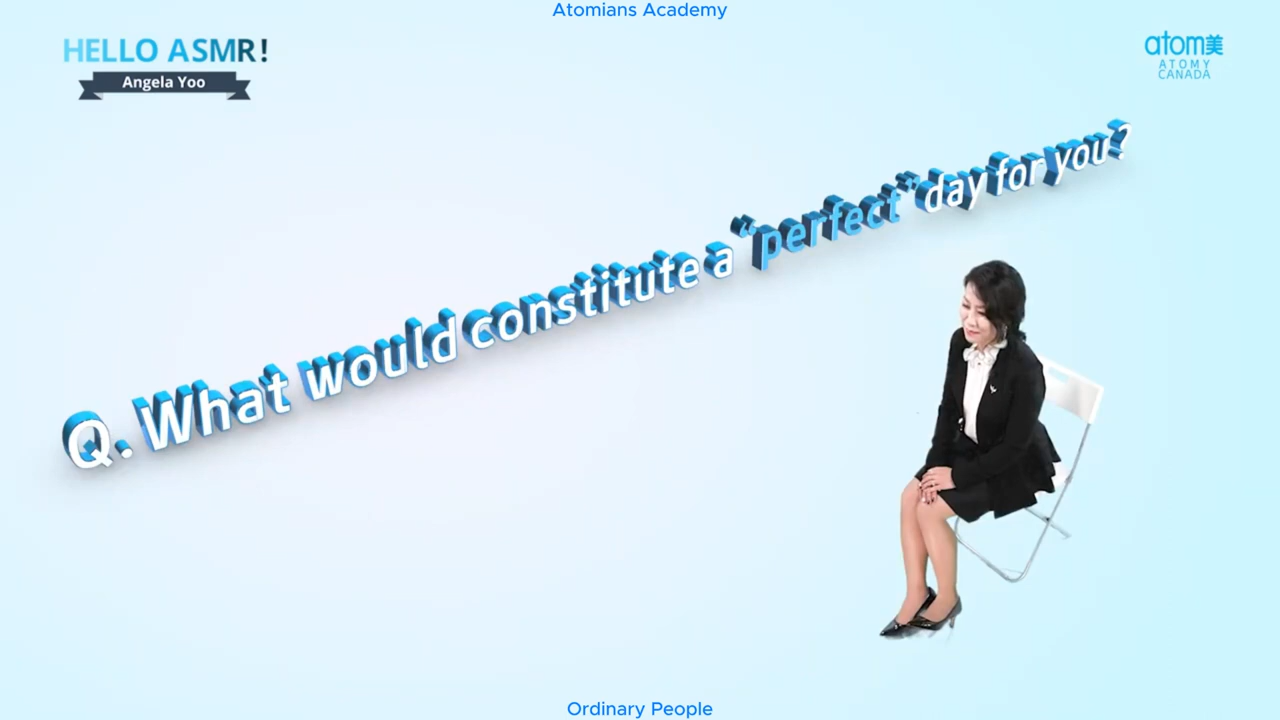 Atomians Academy
HELLO ASMR!
Angela Yoo
atom美
ATOMY
CANADA
Q. What would constitute a “perfect” day for you?
Ordinary People